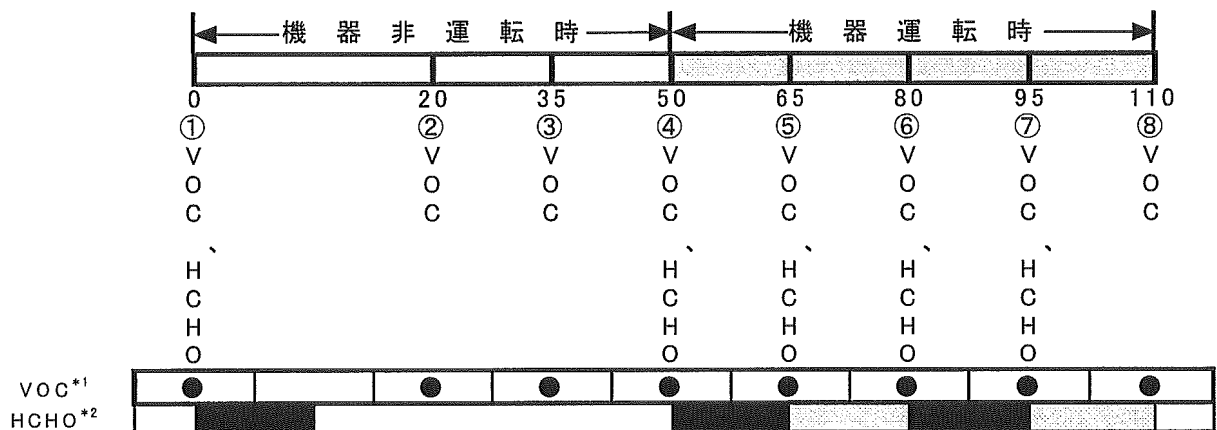 機器非運転時 機器運転時
0 20 35 50 65 80 95 110
① ② ③ ④ ⑤ ⑥ ⑦ ⑧
VOC、HCHO
VOC
VOC
VOC、HCHO
VOC、HCHO
VOC、HCHO
VOC、HCHO
VOC
VOC*1
HCHO*2